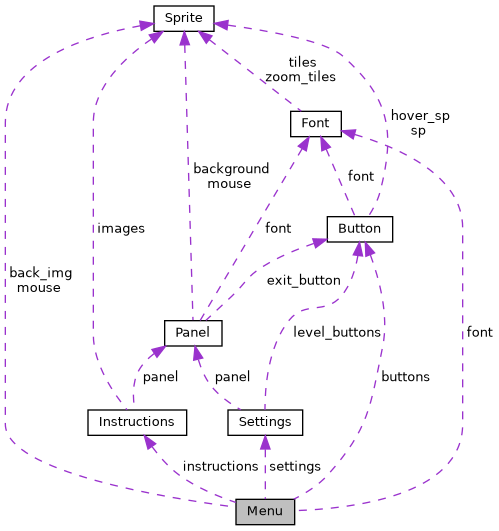 Sprite
tiles
zoom_tiles
Font
hover_sp
sp
background
mouse
font
Button
images
font
exit_button
back_img
mouse
Panel
level_buttons
font
panel
panel
buttons
Instructions
Settings
instructions
settings
Menu